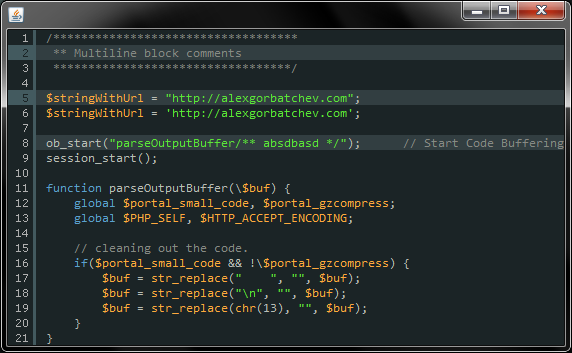 1 /***********************************
2  ** Multiline block comments
3  **********************************/
4
5 $stringWithUrl = "http://alexgorbatchev.com";
6 $stringWithUrl = 'http://alexgorbatchev.com';
7
8 ob_start("parseOutputBuffer/** absdbasd */");      // Start Code Buffering
9 session_start();
10
11 function parseOutputBuffer(\$buf) {
12     global $portal_small_code, $portal_gzcompress;
13     global $PHP_SELF, $HTTP_ACCEPT_ENCODING;
14
15     // cleaning out the code.
16     if($portal_small_code && !\$portal_gzcompress) {
17         $buf = str_replace("    ", "", $buf);
18         $buf = str_replace("\n", "", $buf);
19         $buf = str_replace(chr(13), "", $buf);
20     }
21 }